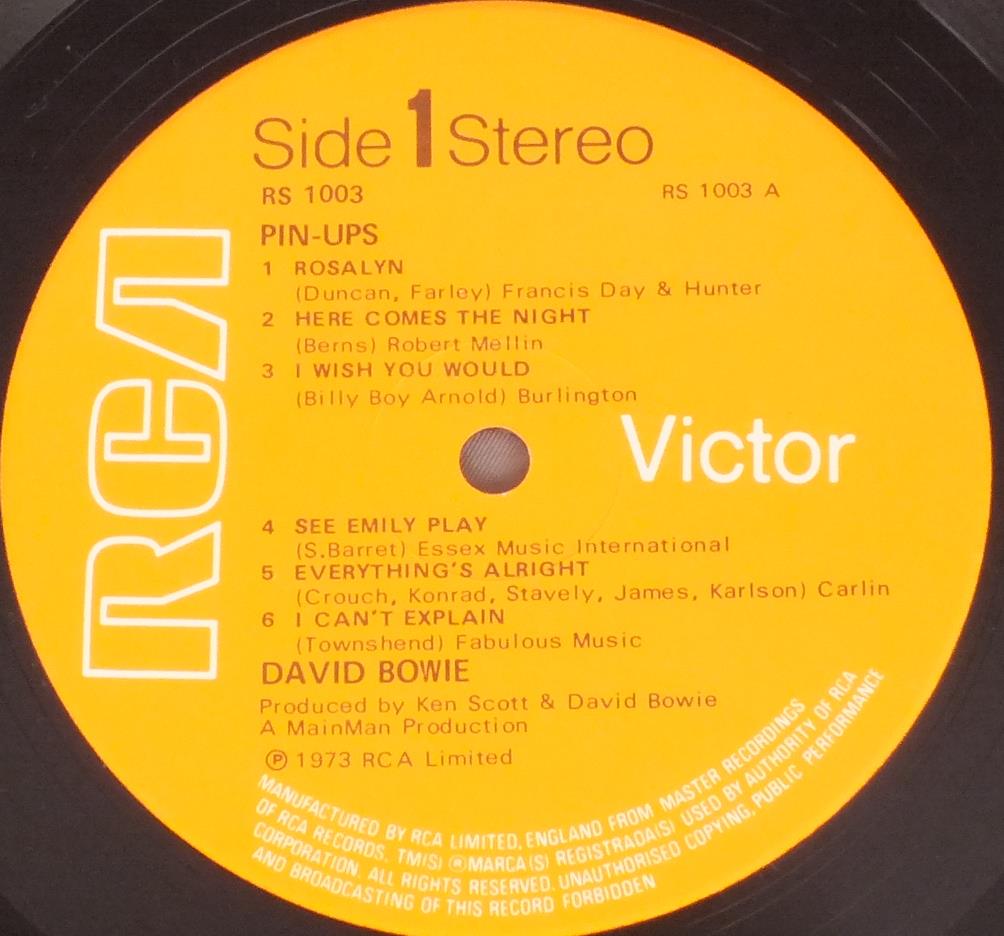 Side 1 Stereo
RS 1003
RS 1003 A
PIN-UPS
1 ROSALYN
(Duncan, Farley) Francis Day & Hunter
2 HERE COMES THE NIGHT
(Berns) Robert Mellin
3 I WISH YOU WOULD
(Billy Boy Arnold) Burlington
RCA
Victor
4 SEE EMILY PLAY
(S.Barret) Essex Music International
5 EVERYTHING'S ALRIGHT
(Crouch, Konrad, Stavely, James, Karlson) Carlin
6 I CAN'T EXPLAIN
(Townshend) Fabulous Music
DAVID BOWIE
Produced by Ken Scott & David Bowie
A MainMan Production
Ⓟ 1973 RCA Limited
MANUFACTURED BY RCA LIMITED, ENGLAND FROM MASTER RECORDINGS
OF RCA RECORDS. TM(S) ® MARCA(S) REGISTRADA(S) USED BY AUTHORITY OF RCA
CORPORATION. ALL RIGHTS RESERVED. UNAUTHORISED COPYING, PUBLIC PERFORMANCE
AND BROADCASTING OF THIS RECORD FORBIDDEN